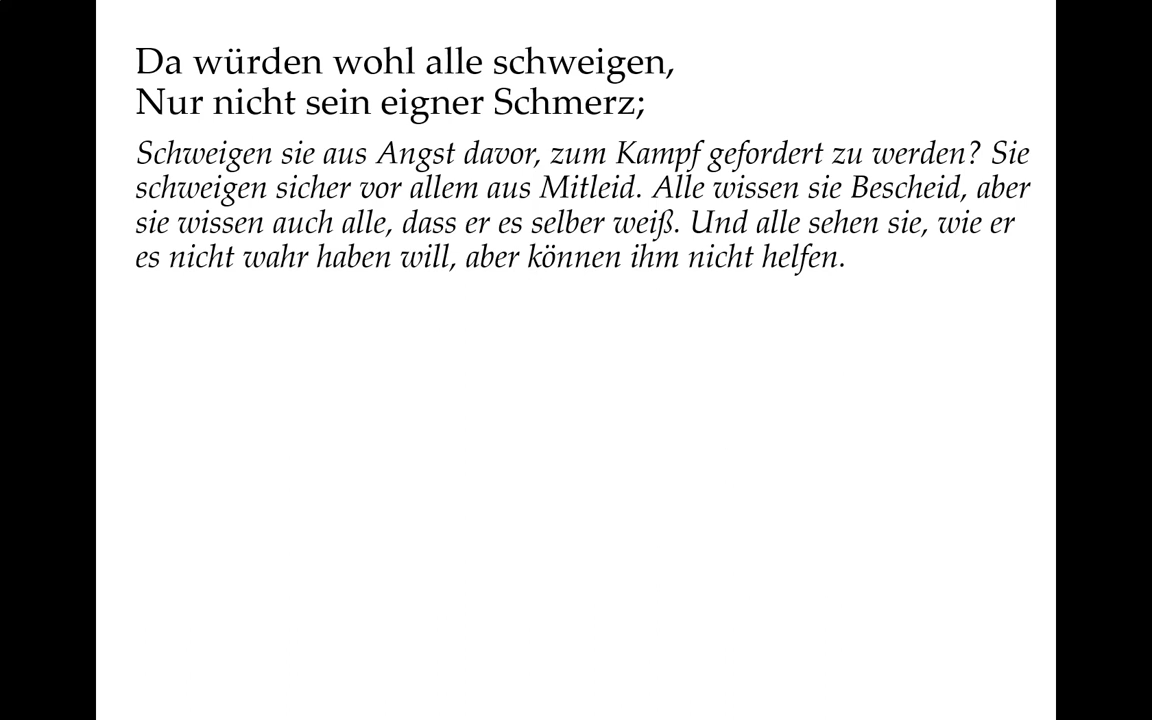 Da würden wohl alle schweigen,
Nur nicht sein eigner Schmerz;
Schweigen sie aus Angst davor, zum Kampf gefordert zu werden? Sie
schweigen sicher vor allem aus Mitleid. Alle wissen sie Bescheid, aber
sie wissen auch alle, dass er es selber weiß. Und alle sehen sie, wie er
es nicht wahr haben will, aber können ihm nicht helfen.